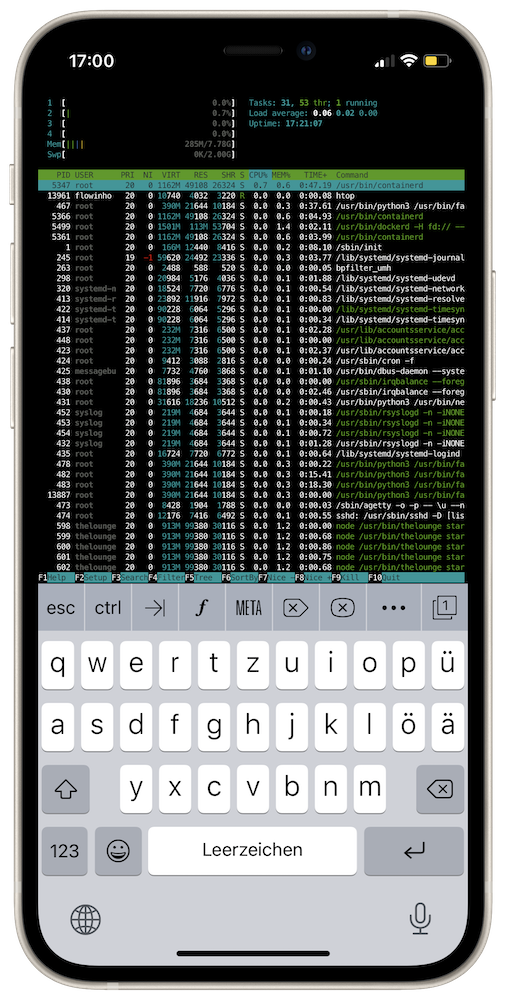 17:00
1 [ 0.0%] Tasks: 31, 53 thr; 1 running
2 [| 0.7%] Load average: 0.06 0.02 0.00
3 [ 0.0%] Uptime: 17:21:07
4 [ 0.0%]
Mem[|||| 285M/7.78G]
Swp[ 0K/2.00G]
PID USER PRI NI VIRT RES SHR S CPU% MEM% TIME+ Command
5347 root 20 0 1162M 49108 26324 S 0.7 0.6 0:47.19 /usr/bin/containerd
13961 flowinho 20 0 10740 4032 3220 R 0.0 0.0 0:00.08 htop
467 root 20 0 390M 21644 10184 S 0.0 0.3 0:37.61 /usr/bin/python3 /usr/bin/fa
5366 root 20 0 1162M 49108 26324 S 0.0 0.6 0:04.93 /usr/bin/containerd
5499 root 20 0 1501M 113M 53704 S 0.0 1.4 0:02.11 /usr/bin/dockerd -H fd:// --
5361 root 20 0 1162M 49108 26324 S 0.0 0.6 0:03.99 /usr/bin/containerd
1 root 20 0 166M 12440 8416 S 0.0 0.2 0:08.10 /sbin/init
245 root 19 -1 59620 24492 23336 S 0.0 0.3 0:03.77 /lib/systemd/systemd-journal
263 root 20 0 2488 588 520 S 0.0 0.0 0:00.05 bpfilter_umh
298 root 20 0 20984 5176 4036 S 0.0 0.1 0:01.88 /lib/systemd/systemd-udevd
320 systemd-n 20 0 18524 7720 6776 S 0.0 0.1 0:00.54 /lib/systemd/systemd-network
413 systemd-r 20 0 23892 11916 7972 S 0.0 0.1 0:00.83 /lib/systemd/systemd-resolve
422 systemd-t 20 0 90228 6064 5296 S 0.0 0.1 0:00.00 /lib/systemd/systemd-timesyn
414 systemd-t 20 0 90228 6064 5296 S 0.0 0.1 0:00.34 /lib/systemd/systemd-timesyn
437 root 20 0 232M 7316 6500 S 0.0 0.1 0:02.28 /usr/lib/accountsservice/acc
448 root 20 0 232M 7316 6500 S 0.0 0.1 0:00.00 /usr/lib/accountsservice/acc
423 root 20 0 232M 7316 6500 S 0.0 0.1 0:02.37 /usr/lib/accountsservice/acc
424 root 20 0 9412 3088 2816 S 0.0 0.0 0:00.24 /usr/sbin/cron -f
425 messagebu 20 0 7732 4760 3868 S 0.0 0.1 0:01.10 /usr/bin/dbus-daemon --syste
438 root 20 0 81896 3684 3368 S 0.0 0.0 0:00.00 /usr/sbin/irqbalance --foreg
430 root 20 0 81896 3684 3368 S 0.0 0.0 0:02.46 /usr/sbin/irqbalance --foreg
431 root 20 0 31616 18236 10512 S 0.0 0.2 0:00.43 /usr/bin/python3 /usr/bin/ne
452 syslog 20 0 219M 4684 3644 S 0.0 0.1 0:00.18 /usr/sbin/rsyslogd -n -iNONE
453 syslog 20 0 219M 4684 3644 S 0.0 0.1 0:00.34 /usr/sbin/rsyslogd -n -iNONE
454 syslog 20 0 219M 4684 3644 S 0.0 0.1 0:00.72 /usr/sbin/rsyslogd -n -iNONE
432 syslog 20 0 219M 4684 3644 S 0.0 0.1 0:01.28 /usr/sbin/rsyslogd -n -iNONE
435 root 20 0 16724 7720 6772 S 0.0 0.1 0:00.64 /lib/systemd/systemd-logind
478 root 20 0 390M 21644 10184 S 0.0 0.3 0:00.22 /usr/bin/python3 /usr/bin/fa
482 root 20 0 390M 21644 10184 S 0.0 0.3 0:15.41 /usr/bin/python3 /usr/bin/fa
483 root 20 0 390M 21644 10184 S 0.0 0.3 0:18.30 /usr/bin/python3 /usr/bin/fa
13887 root 20 0 390M 21644 10184 S 0.0 0.3 0:00.00 /usr/bin/python3 /usr/bin/fa
473 root 20 0 8428 1904 1788 S 0.0 0.0 0:00.03 /sbin/agetty -o -p -- \u --n
474 root 20 0 12176 7416 6492 S 0.0 0.1 0:00.55 sshd: /usr/sbin/sshd -D [lis
598 thelounge 20 0 913M 99380 30116 S 0.0 1.2 0:00.00 node /usr/bin/thelounge star
599 thelounge 20 0 913M 99380 30116 S 0.0 1.2 0:00.68 node /usr/bin/thelounge star
600 thelounge 20 0 913M 99380 30116 S 0.0 1.2 0:00.86 node /usr/bin/thelounge star
601 thelounge 20 0 913M 99380 30116 S 0.0 1.2 0:00.75 node /usr/bin/thelounge star
602 thelounge 20 0 913M 99380 30116 S 0.0 1.2 0:00.68 node /usr/bin/thelounge star
F1Help F2Setup F3Search F4Filter F5Tree F6SortBy F7Nice - F8Nice + F9Kill F10Quit
esc ctrl f META 1
q w e r t z u i o p ü
a s d f g h j k l ö ä
y x c v b n m
123 Leerzeichen